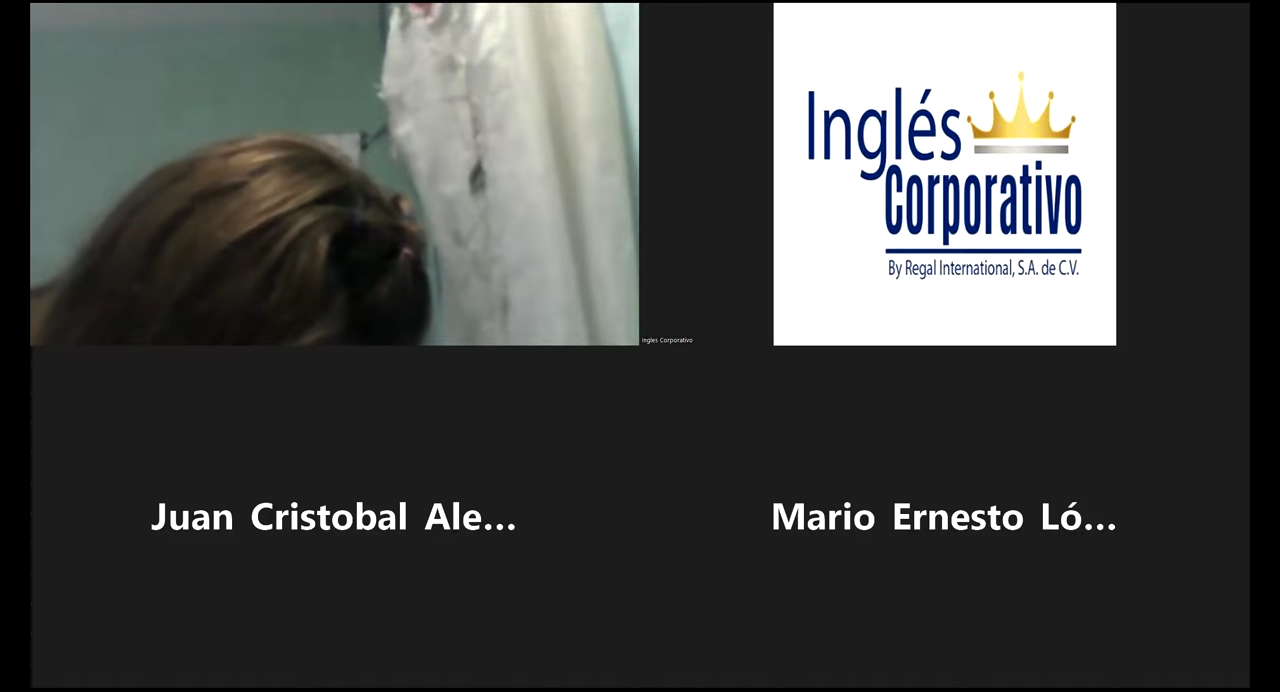 Inglés
Corporativo
By Regal International, S.A. de C.V.
Ingles Corporativo
Juan Cristobal Ale...
Mario Ernesto Ló...